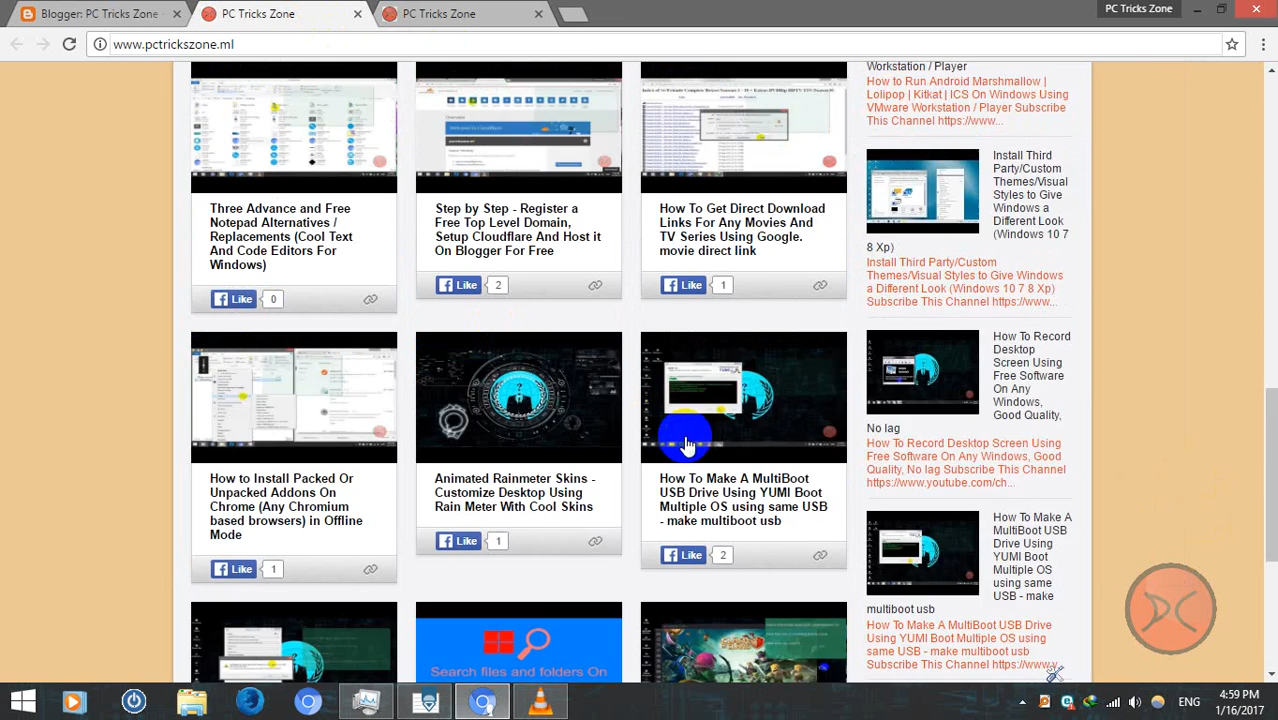 Blogger: PC Tricks Zone
PC Tricks Zone
PC Tricks Zone
PC Tricks Zone
www.pctrickszone.ml
Three Advance and Free
Notepad Alternatives /
Replacements (Cool Text
And Code Editors For
Windows)
Like 0
Step by Step - Register a
Free Top Level Domain,
Setup Cloudflare And Host it
On Blogger For Free
Like 2
How To Get Direct Download
Links For Any Movies And
TV Series Using Google.
movie direct link
Like 1
How to Install Packed Or
Unpacked Addons On
Chrome (Any Chromium
based browsers) in Offline
Mode
Like 1
Animated Rainmeter Skins -
Customize Desktop Using
Rain Meter With Cool Skins
Like 1
How To Make A MultiBoot
USB Drive Using YUMI Boot
Multiple OS using same USB
- make multiboot usb
Like 2
Search files and folders On
Workstation / Player
How to Install Android Marshmallow /
Lolipop / Kitkat / ICS On Windows Using
VMware Workstation / PlayerSubscribe
This Channel https://www...
Install Third
Party/Custom
Themes/Visual
Styles to Give
Windows a
Different Look
(Windows 10 7
8 Xp)
Install Third Party/Custom
Themes/Visual Styles to Give Windows
a Different Look (Windows 10 7 8 Xp)
Subscribe This Channel https://www...
How To Record
Desktop
Screen Using
Free Software
On Any
Windows,
Good Quality,
No lag
How To Record Desktop Screen Using
Free Software On Any Windows, Good
Quality, No lag Subscribe This Channel
https://www.youtube.com/ch...
How To Make A
MultiBoot USB
Drive Using
YUMI Boot
Multiple OS
using same
USB - make
multiboot usb
How To Make A MultiBoot USB Drive
Using YUMI Boot Multiple OS using
same USB - make multiboot usb
Subscribe This Channel https://www...
ENG
4:59 PM
1/16/2017